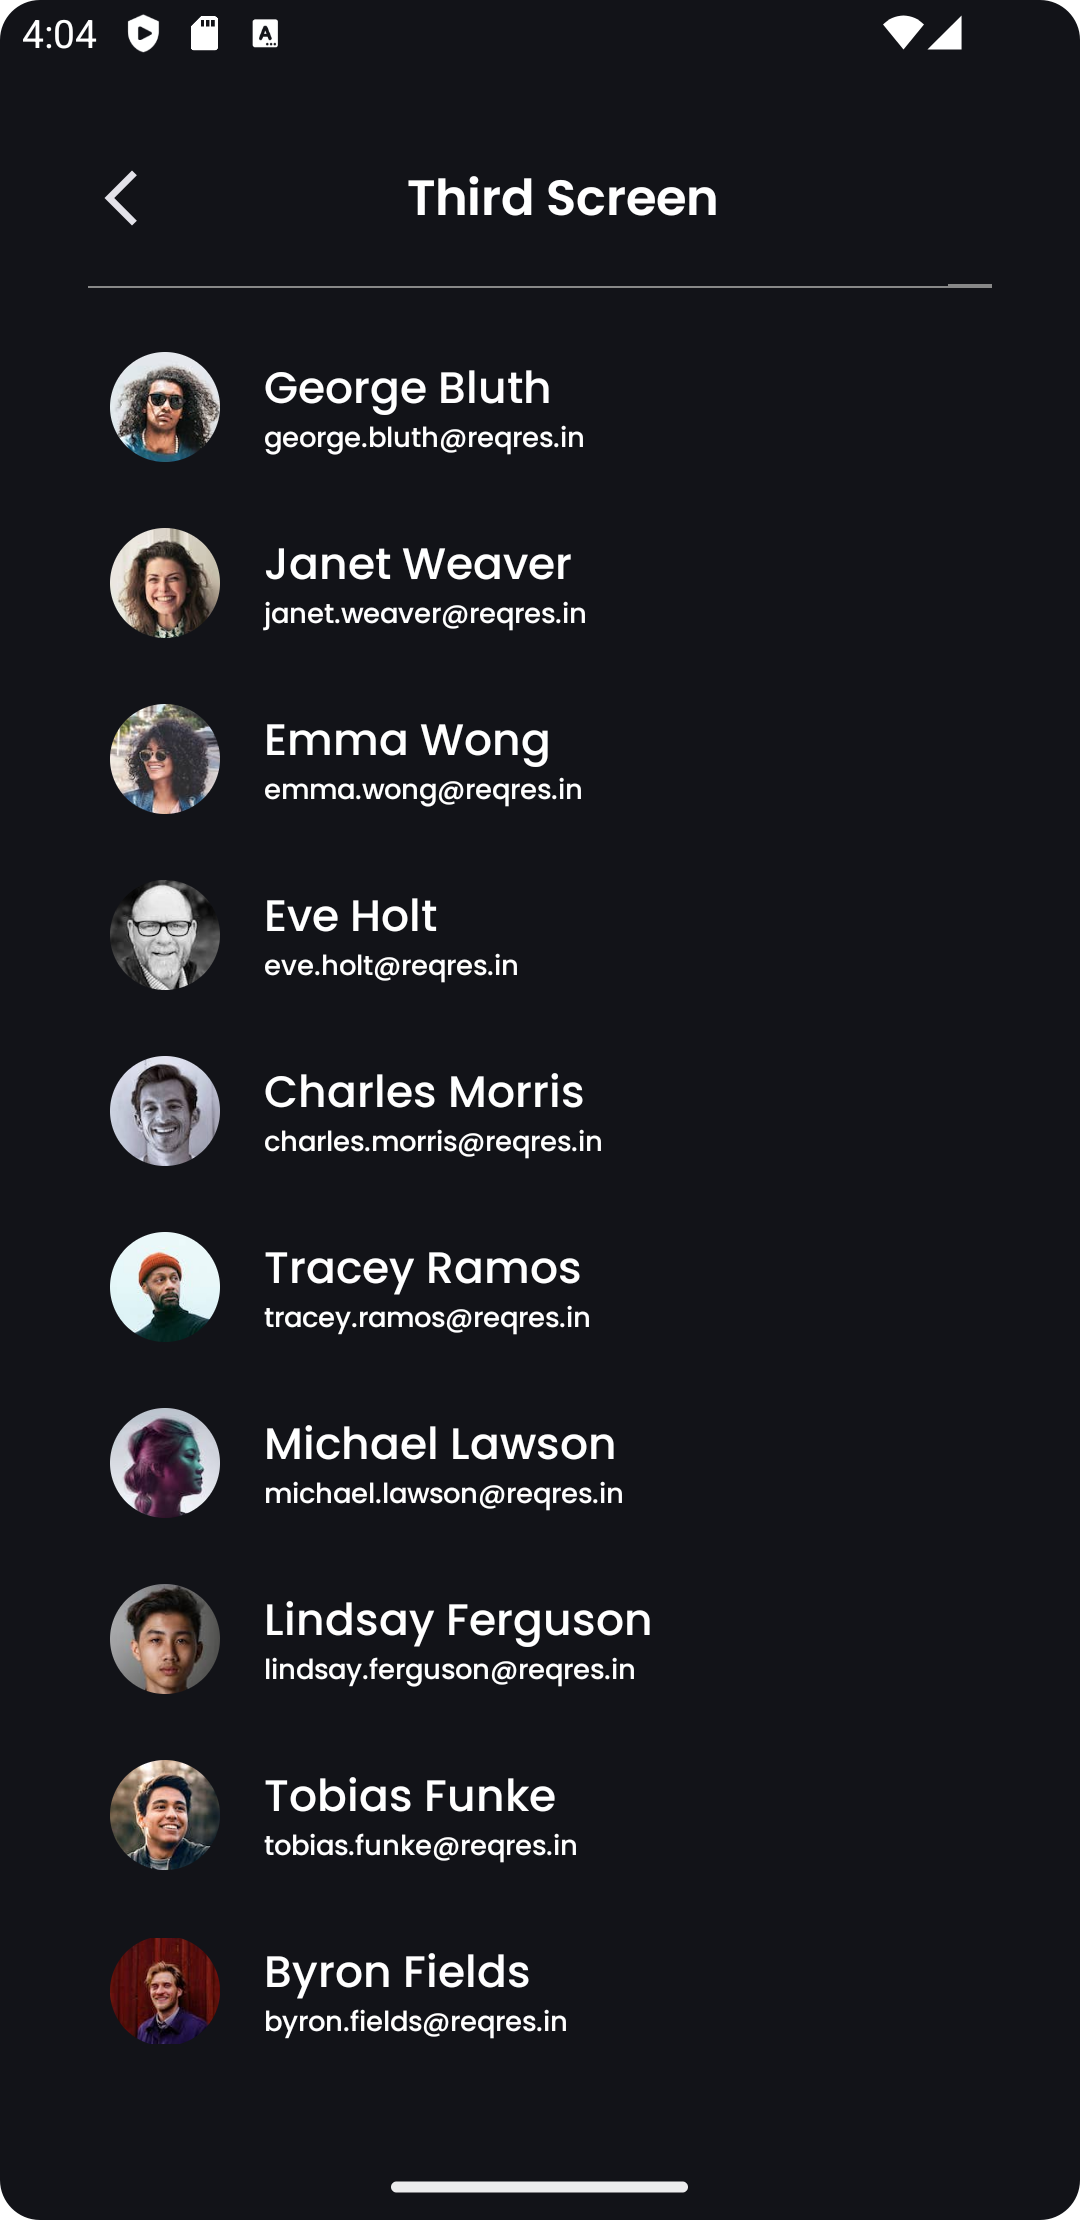 4:04
Third Screen
George Bluth
george.bluth@reqres.in
Janet Weaver
janet.weaver@reqres.in
Emma Wong
emma.wong@reqres.in
Eve Holt
eve.holt@reqres.in
Charles Morris
charles.morris@reqres.in
Tracey Ramos
tracey.ramos@reqres.in
Michael Lawson
michael.lawson@reqres.in
Lindsay Ferguson
lindsay.ferguson@reqres.in
Tobias Funke
tobias.funke@reqres.in
Byron Fields
byron.fields@reqres.in